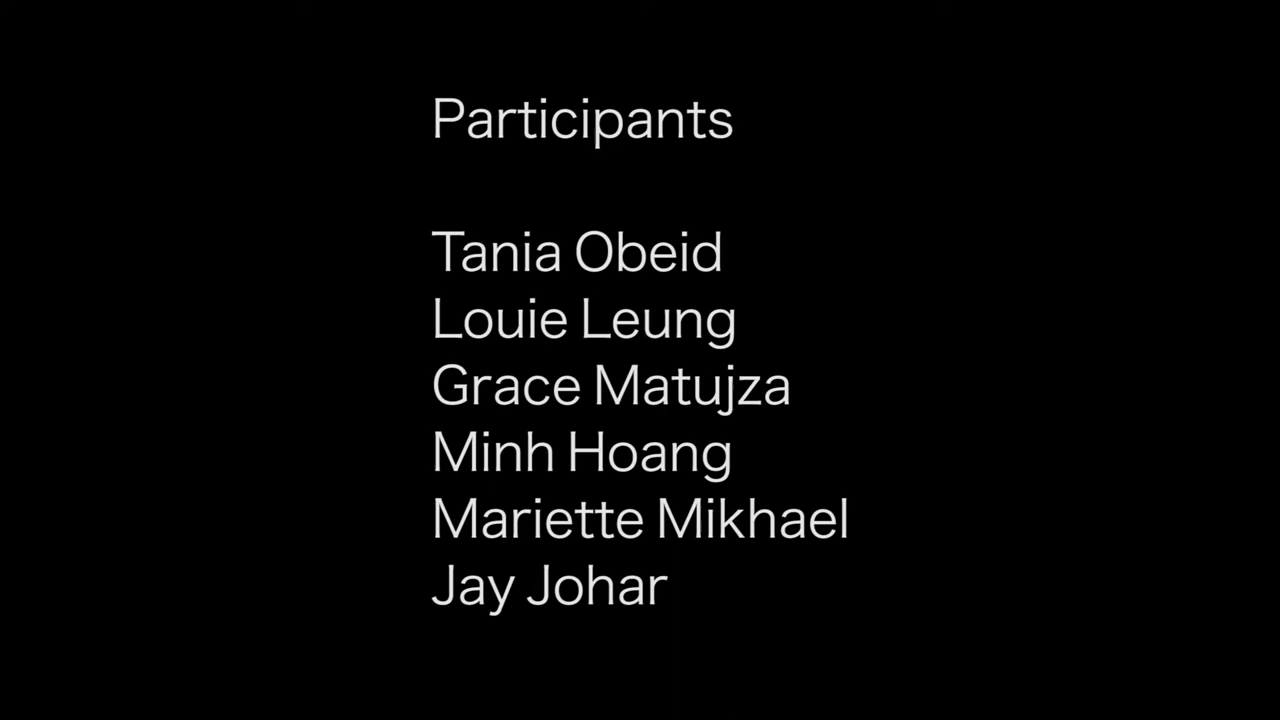 Participants
Tania Obeid
Louie Leung
Grace Matujza
Minh Hoang
Mariette Mikhael
Jay Johar